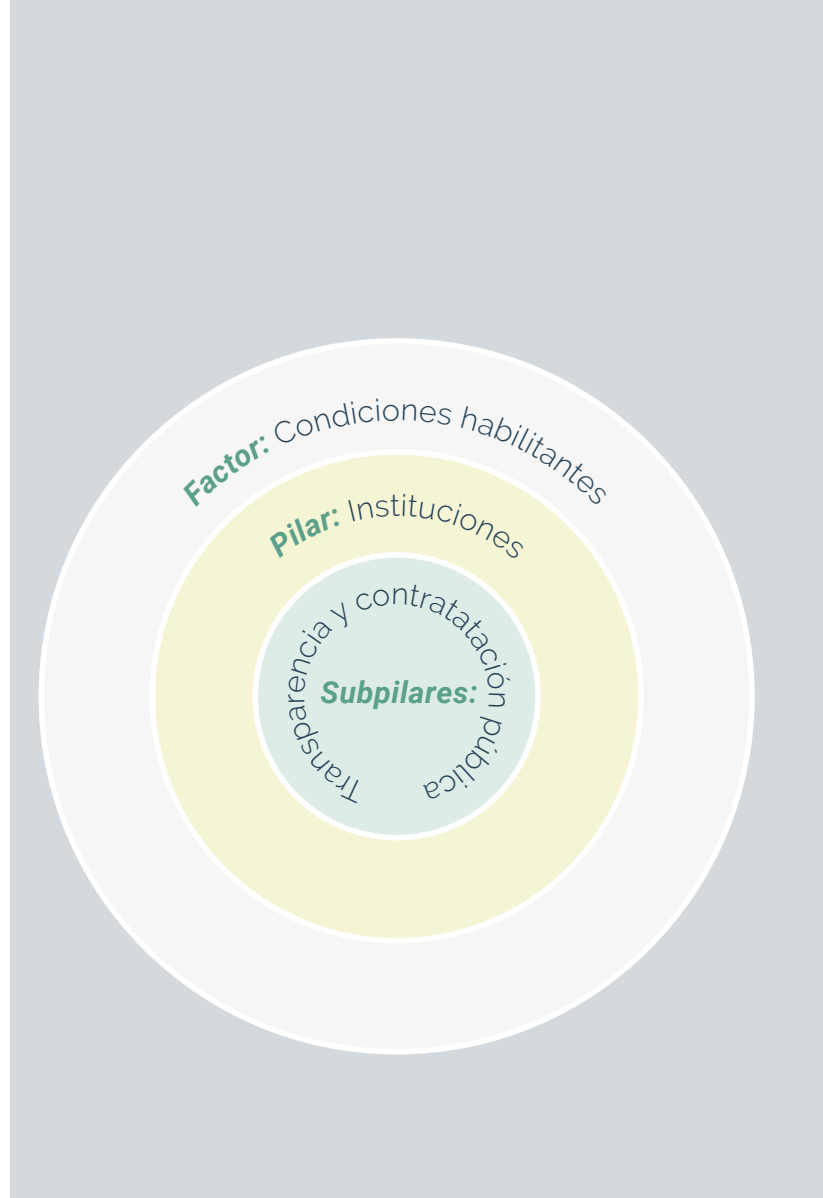 Factor: Condiciones habilitantes
Pilar: Instituciones
Subpilares:
Transparencia y contratatación pública